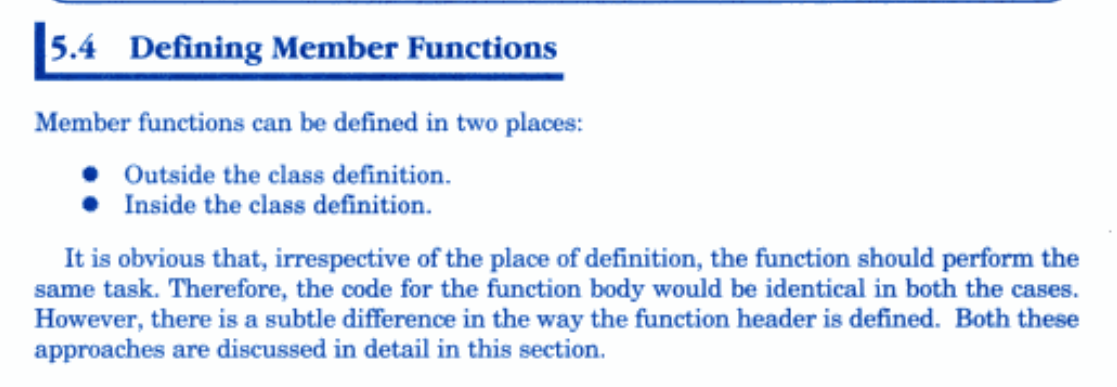 5.4 Defining Member Functions
Member functions can be defined in two places:
● Outside the class definition.
● Inside the class definition.
It is obvious that, irrespective of the place of definition, the function should perform the
same task. Therefore, the code for the function body would be identical in both the cases.
However, there is a subtle difference in the way the function header is defined. Both these
approaches are discussed in detail in this section.